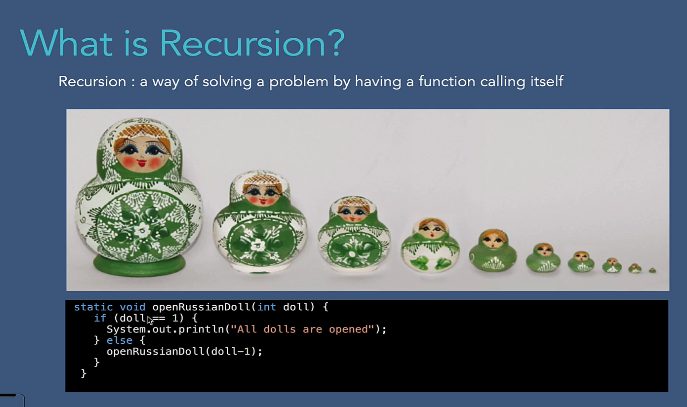 What is Recursion?
Recursion : a way of solving a problem by having a function calling itself
static void openRussianDoll(int doll) {
if (doll == 1) {
System.out.println("All dolls are opened");
} else {
openRussianDoll(doll-1);
}
}